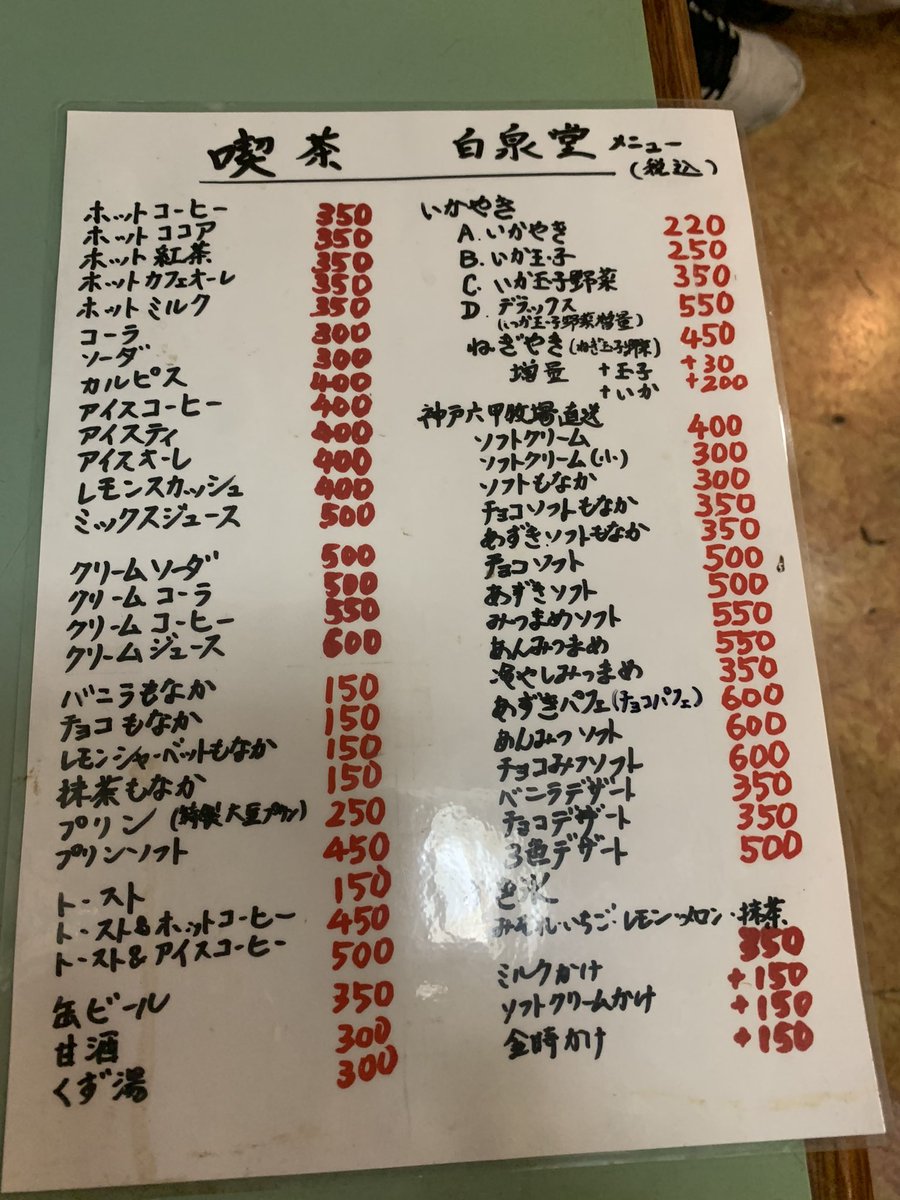 喫茶 白泉堂 メニュー
(税込)
ホットコーヒー 350
ホットココア 350
ホット紅茶 350
ホットカフェオーレ 350
ホットミルク 350
コーラ 300
ソーダ 300
カルピス 400
アイスコーヒー 400
アイスティ 400
アイスオーレ 400
レモンスカッシュ 400
ミックスジュース 500
クリームソーダ 500
クリームコーラ 500
クリームコーヒー 550
クリームジュース 600
バニラもなか 150
チョコもなか 150
レモンシャーベットもなか 150
抹茶もなか 150
プリン(特製大豆プリン) 250
プリンソフト 450
トースト 150
トースト&ホットコーヒー 450
トースト&アイスコーヒー 500
缶ビール 350
甘酒 300
くず湯 300
いかやき
A. いかやき 220
B. いか玉子 250
C. いか玉子野菜 350
D. デラックス 550
(いか玉子野菜増量)
ねぎやき(ねぎ玉子野菜) 450
増量 +玉子 +30
+いか +200
神戸六甲牧場直送
ソフトクリーム 400
ソフトクリーム(小) 300
ソフトもなか 300
チョコソフトもなか 350
あずきソフトもなか 350
チョコソフト 500
あずきソフト 500
みつまめソフト 550
あんみつまめ 550
冷やしみつまめ 350
あずきパフェ(チョコパフェ) 600
あんみつソフト 600
チョコみつソフト 600
バニラデザート 350
チョコデザート 350
3色デザート 500
いちご・レモン・メロン・抹茶
350
ミルクかけ +150
ソフトクリームかけ +150
金時かけ +150